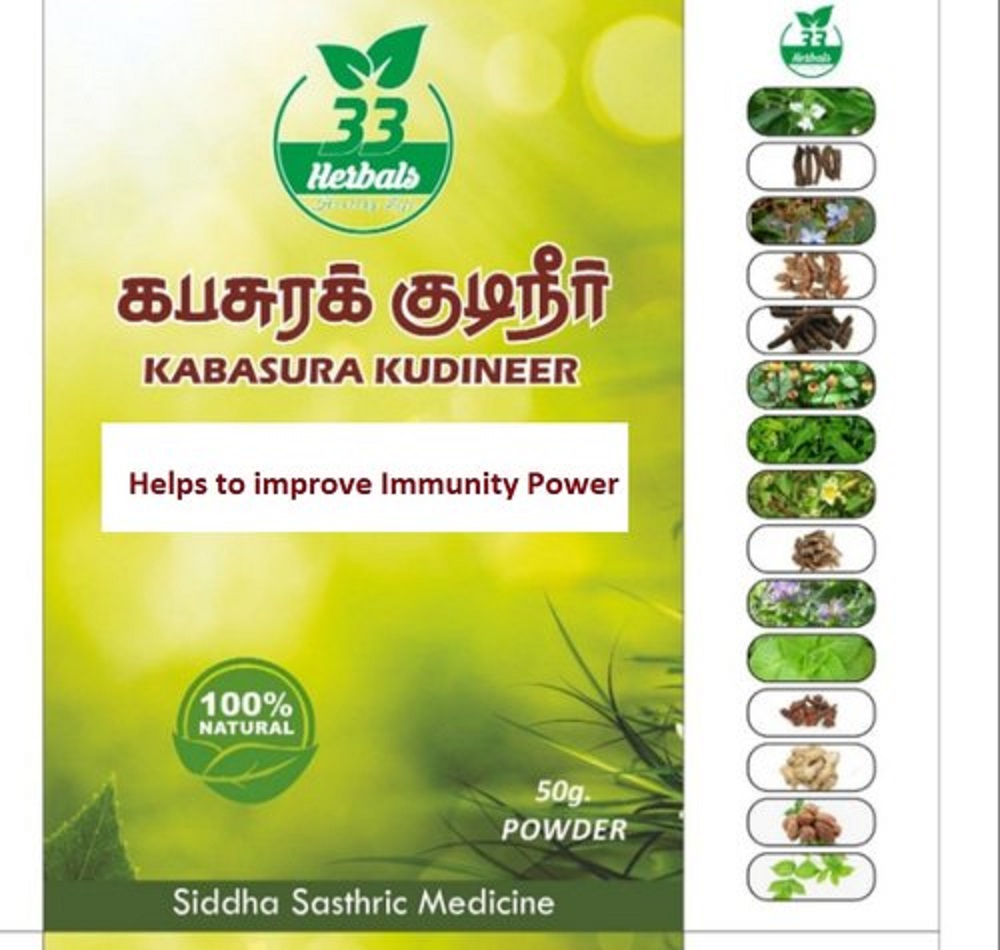 33
Herbals
கபசுரக் குடிநீர்
KABASURA KUDINEER
Helps to improve Immunity Power
100%
NATURAL
50g.
POWDER
Siddha Sasthric Medicine
33
Herbals